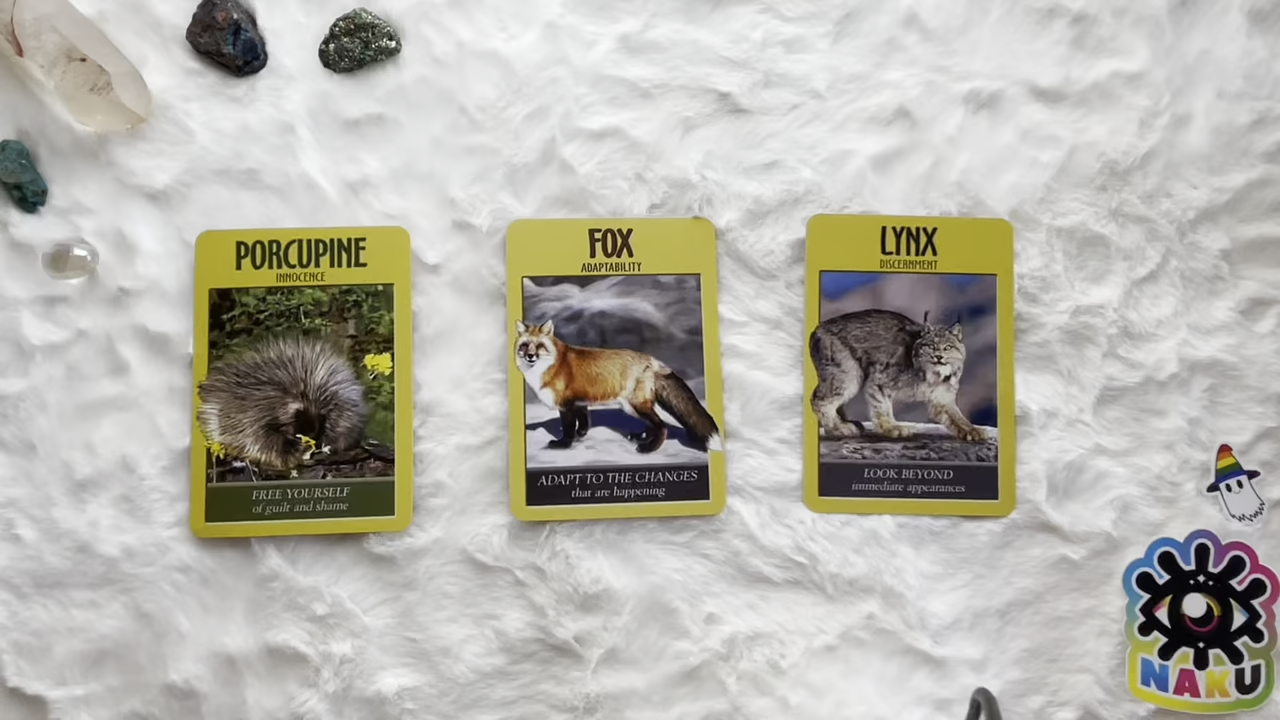 PORCUPINE
INNOCENCE
FREE YOURSELF
of guilt and shame
FOX
ADAPTABILITY
ADAPT TO THE CHANGES
that are happening
LYNX
DISCERNMENT
LOOK BEYOND
immediate appearances
NAKU